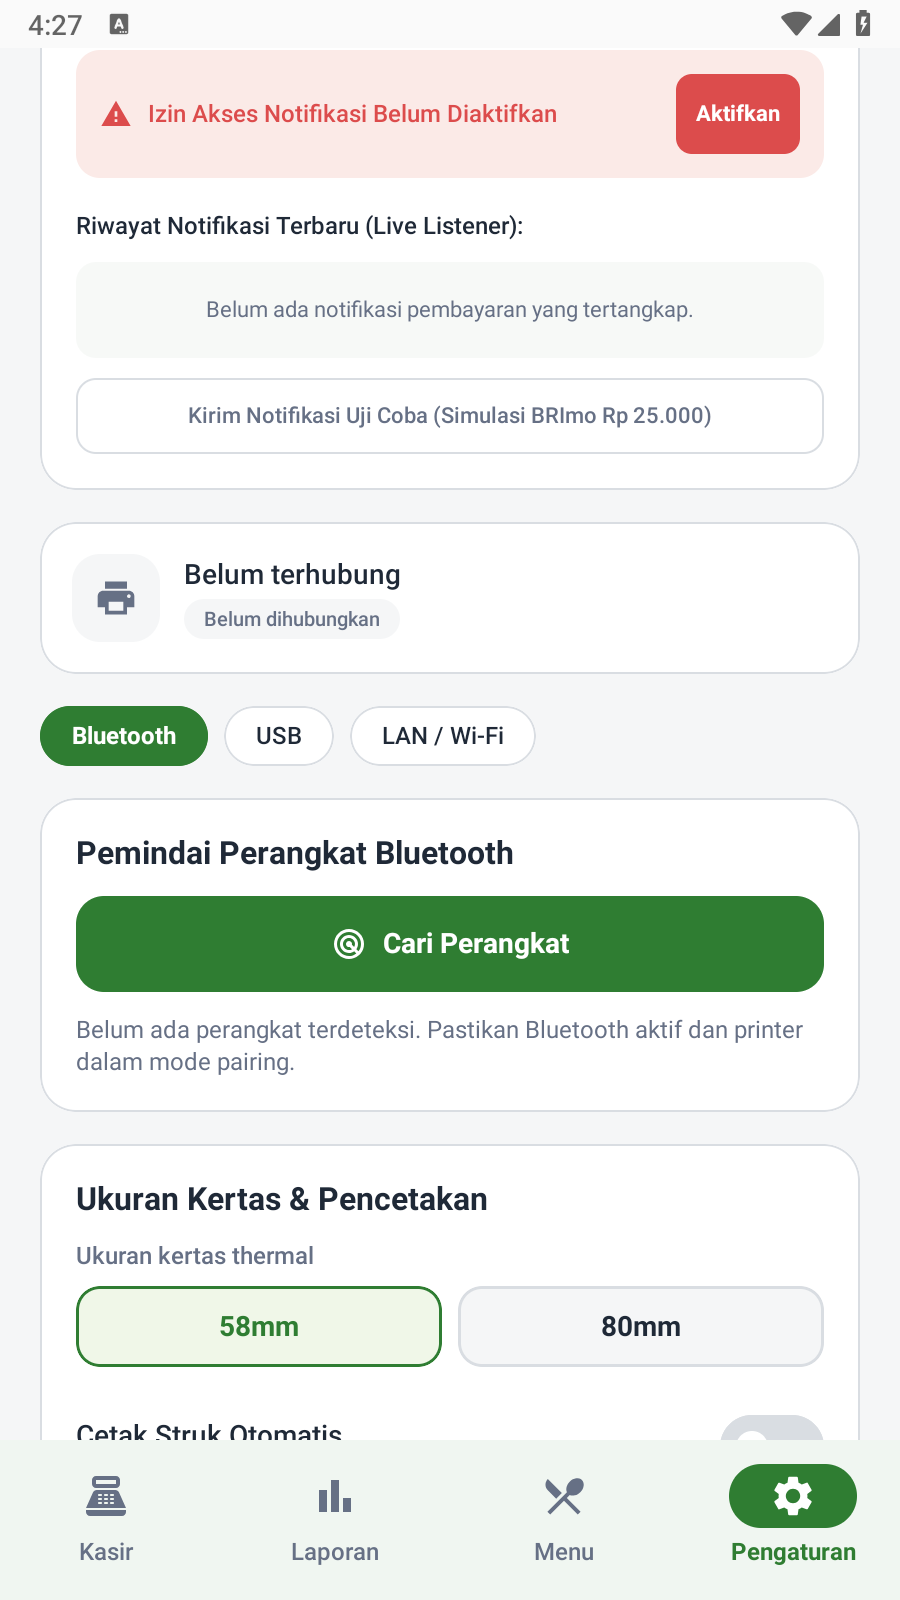 4:27
A
Izin Akses Notifikasi Belum Diaktifkan
Aktifkan
Riwayat Notifikasi Terbaru (Live Listener):
Belum ada notifikasi pembayaran yang tertangkap.
Kirim Notifikasi Uji Coba (Simulasi BRImo Rp 25.000)
Belum terhubung
Belum dihubungkan
Bluetooth
USB
LAN / Wi-Fi
Pemindai Perangkat Bluetooth
Cari Perangkat
Belum ada perangkat terdeteksi. Pastikan Bluetooth aktif dan printer
dalam mode pairing.
Ukuran Kertas & Pencetakan
Ukuran kertas thermal
58mm
80mm
Cetak Struk Otomatis
Kasir
Laporan
Menu
Pengaturan